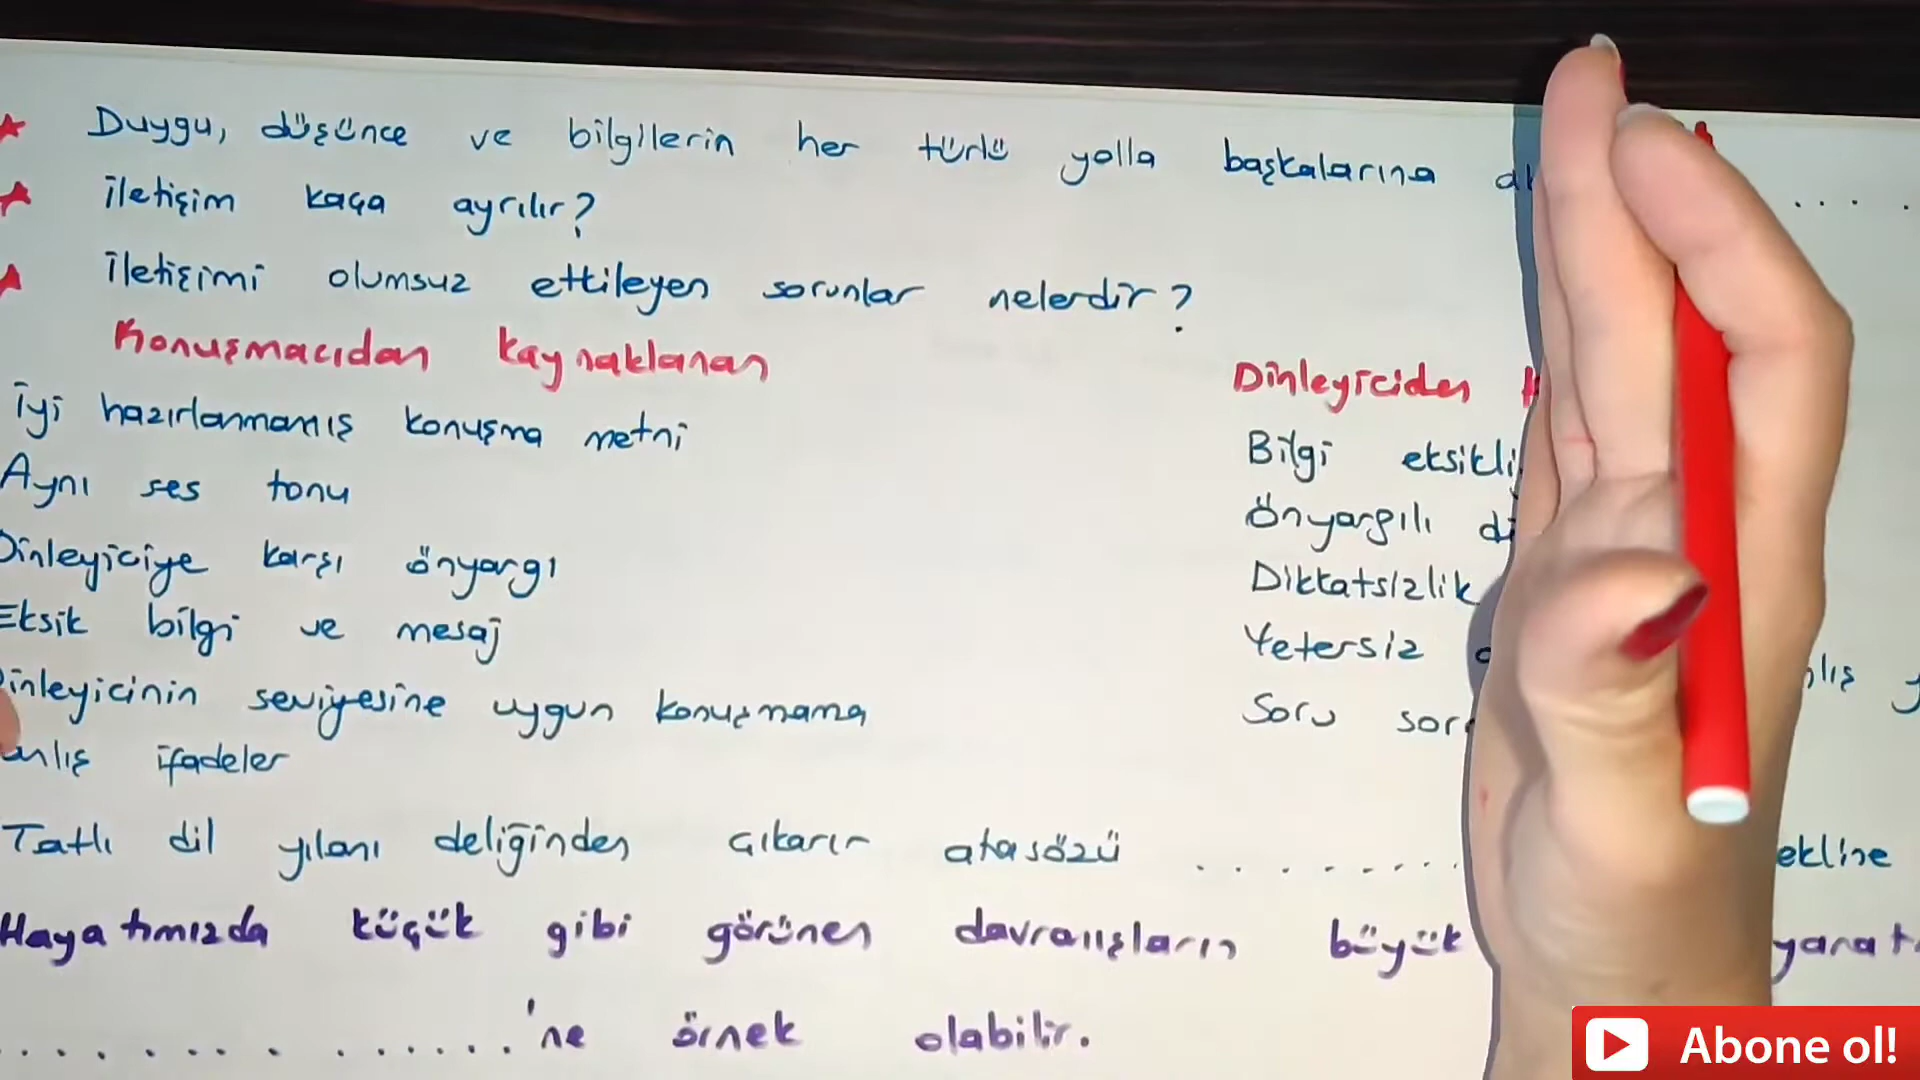 Duygu, düşünce ve bilgilerin her türlü yolla başkalarına ... .
İletişim kaça ayrılır?
İletişimi olumsuz ettileyen sorunlar nelerdir?
Konuşmacıdan kaynaklanan
Dinleyiciden
İyi hazırlanmamış konuşma metni
Bilgi
Aynı ses tonu
Önyargılı
Dinleyiciye karşı önyargı
Diktatsizlik
Eksik bilgi ve mesaj
Yetersiz
Dinleyicinin seviyesine uygun konuşmama
Soru
ifadeler
Tatlı dil yılanı deliğinden çıkarır atasözü ........
Hayatımızda küçük gibi görünen davranışların büyük
............'ne örnek olabilir.
Abone ol!